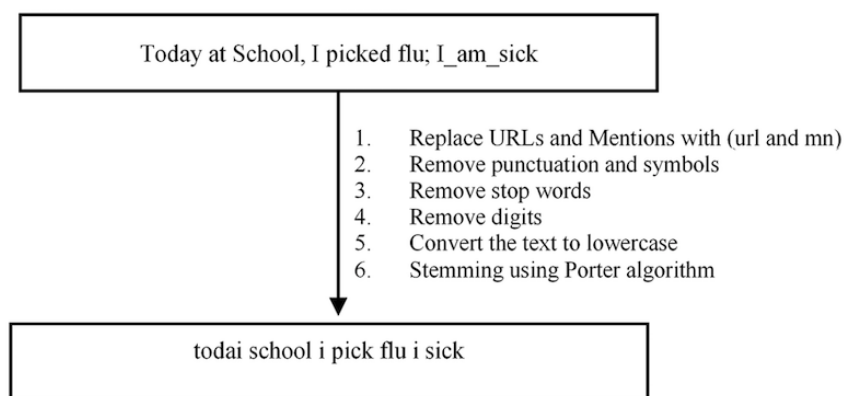 Today at School, I picked flu; I_am_sick
1. Replace URLs and Mentions with (url and mn)
2. Remove punctuation and symbols
3. Remove stop words
4. Remove digits
5. Convert the text to lowercase
6. Stemming using Porter algorithm
todai school i pick flu i sick